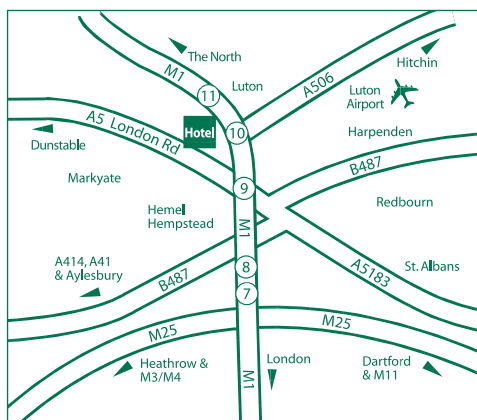 The North
M1
Luton
Hitchin
A506
11
Luton
Airport
Hotel
10
A5 London Rd
Harpenden
Dunstable
B487
Markyate
9
Redbourn
Hemel
Hempstead
M1
A414, A41
& Aylesbury
B487
8
A5183
St. Albans
7
M25
M25
Heathrow &
M3/M4
M1
London
Dartford
& M11